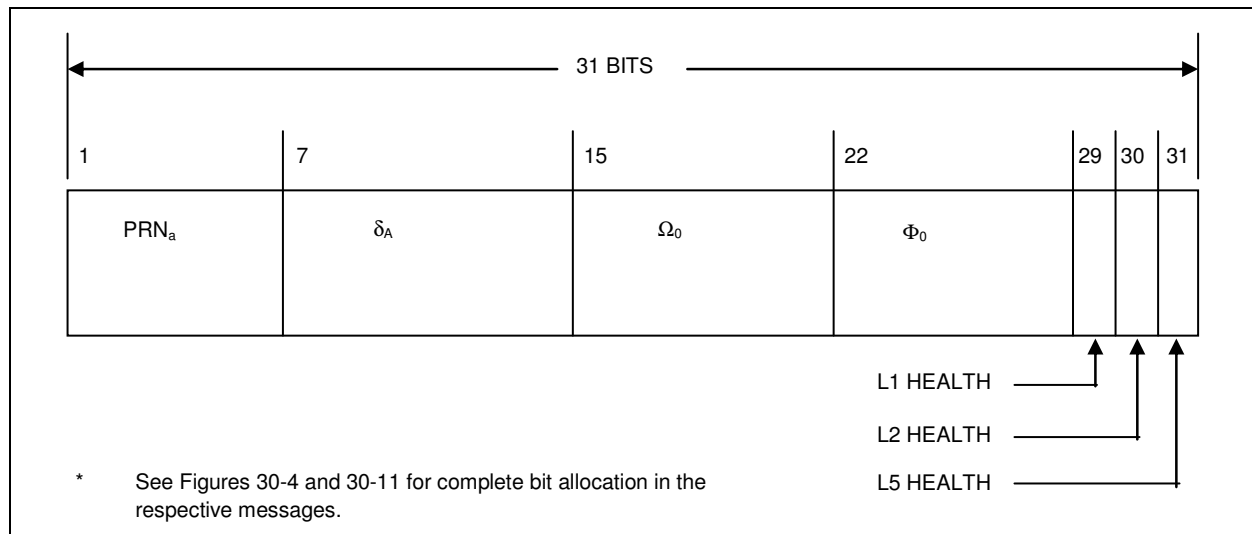 31 BITS
1 7 15 22 29 30 31
PRNa δA Ω0 Φ0
L1 HEALTH
L2 HEALTH
L5 HEALTH
* See Figures 30-4 and 30-11 for complete bit allocation in the
respective messages.